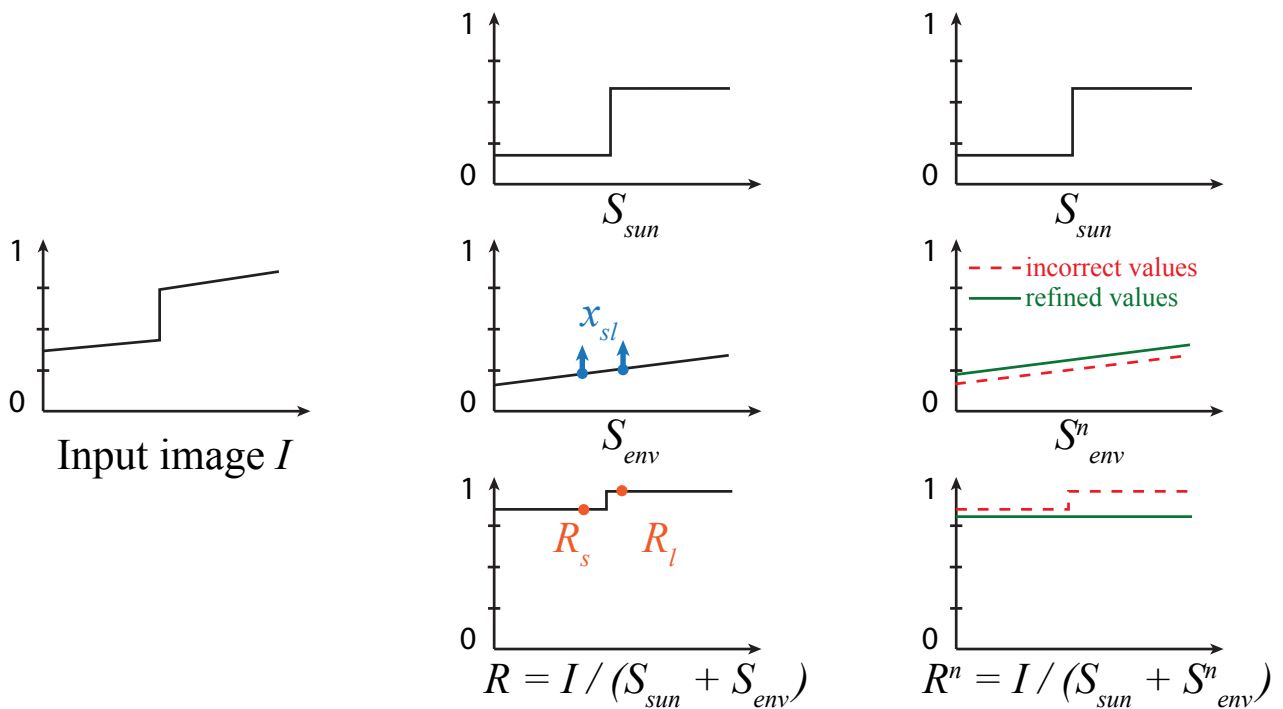 1
0
S_sun
1
0
S_sun
1
0
Input image I
1
0
x_sl
S_env
1
0
incorrect values
refined values
S^n_env
1
0
R_s
R_l
R = I / (S_sun + S_env)
1
0
R^n = I / (S_sun + S^n_env)